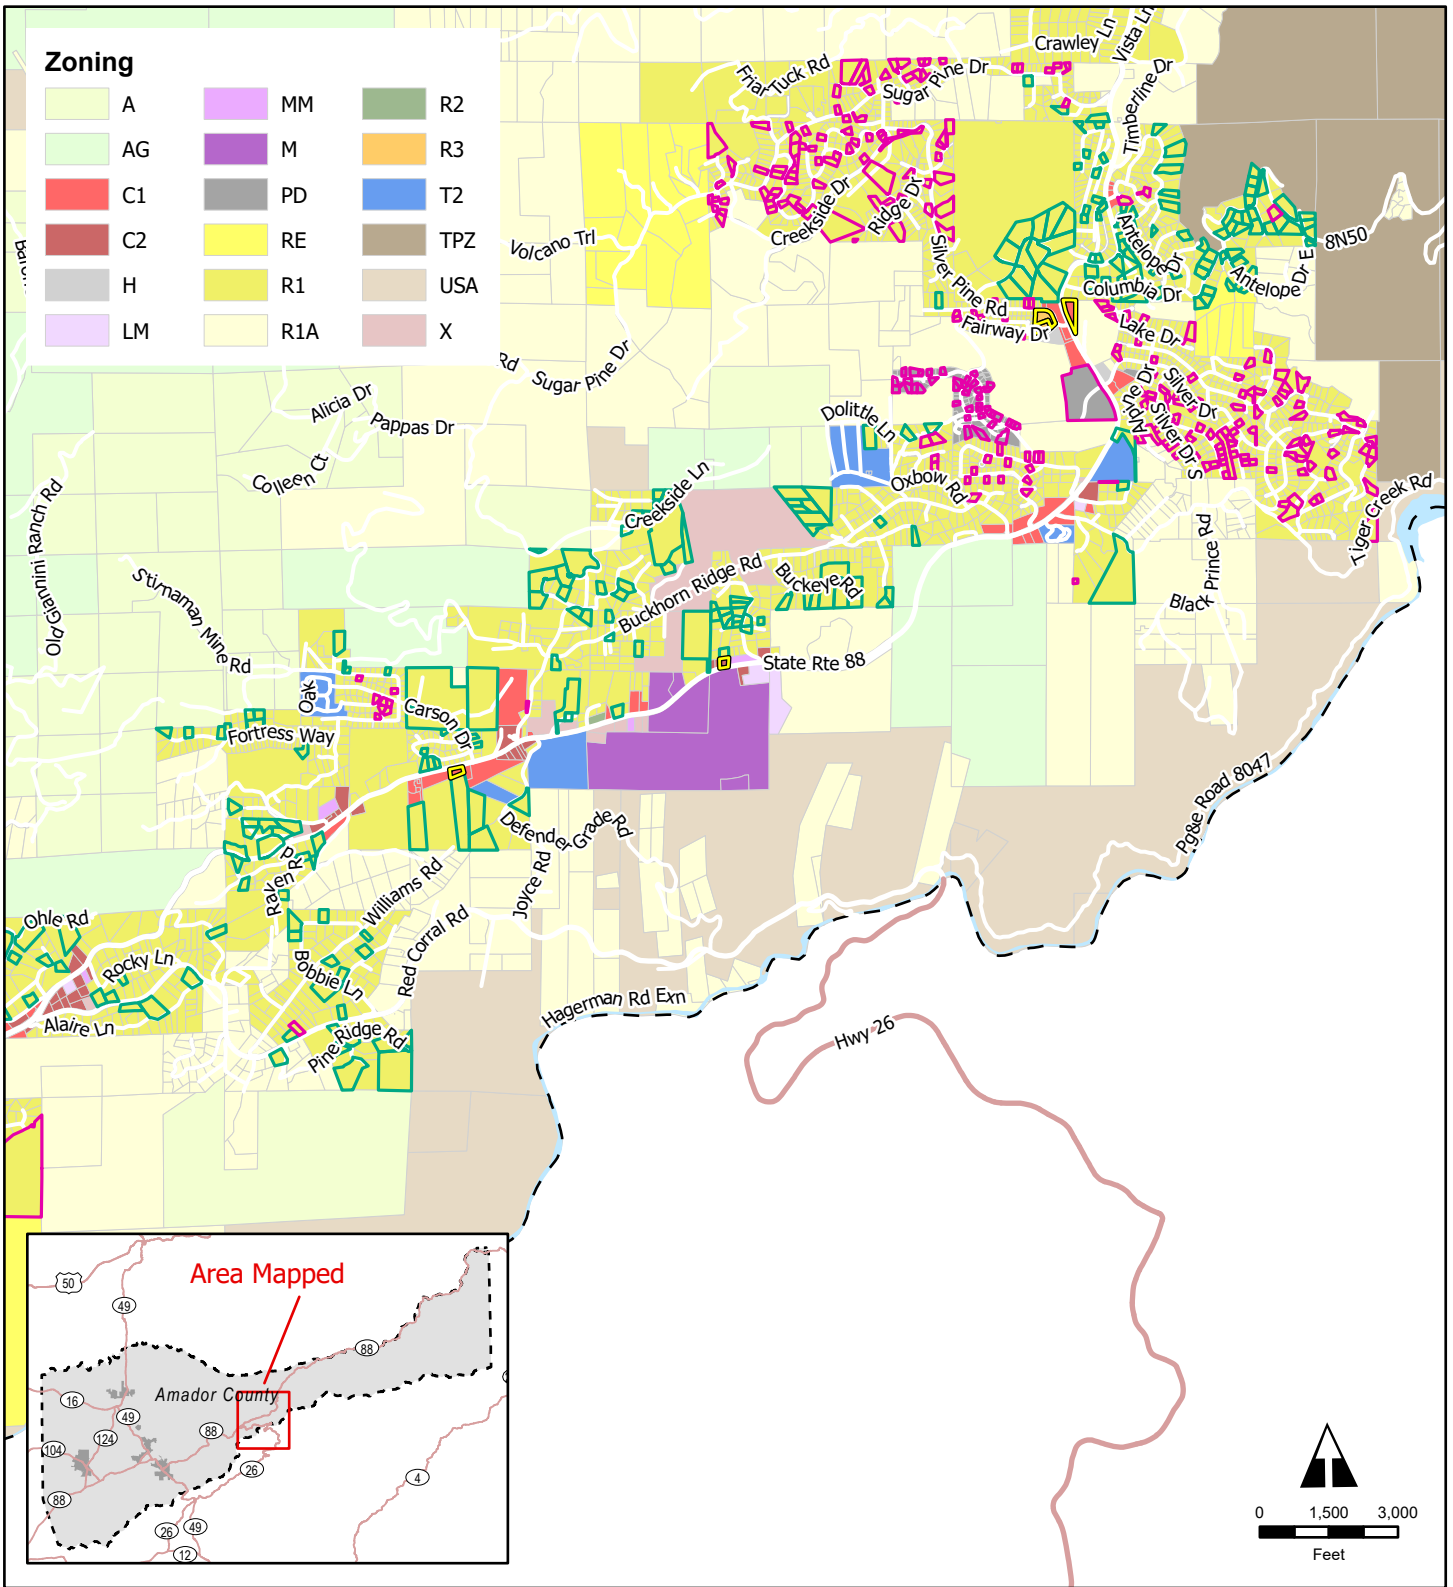 Zoning
A
AG
C1
C2
H
LM
MM
M
PD
RE
R1
R1A
R2
R3
T2
TPZ
USA
X
Crawley Ln
Vista Ln
Friar Tuck Rd
Sugar Pine Dr
Timberline Dr
Volcano Trl
Creekside Dr
Ridge Dr
Silver Pine Rd
Antelope Dr
Antelope Dr E
8N50
Columbia Dr
Fairway Dr
Lake Dr
Rd
Sugar Pine Dr
Alicia Dr
Pappas Dr
Dolittle Ln
Alpine Dr
Silver Dr
Silver Dr S
Colleen Ct
Creekside Ln
Oxbow Rd
Tiger Creek Rd
Old Giannini Ranch Rd
Stirnaman Mine Rd
Buckhorn Ridge Rd
Buckeye Rd
Black Prince Rd
State Rte 88
Oak
Carson Dr
Fortress Way
Defender Grade Rd
Pg&e Road 8047
Raven Rd
Williams Rd
Joyce Rd
Ohle Rd
Red Corral Rd
Rocky Ln
Bobbie Ln
Hagerman Rd Exn
Alaire Ln
Pine Ridge Rd
Hwy 26
Area Mapped
50
49
88
16
Amador County
49
124
88
104
26
4
88
26
49
12
0 1,500 3,000
Feet